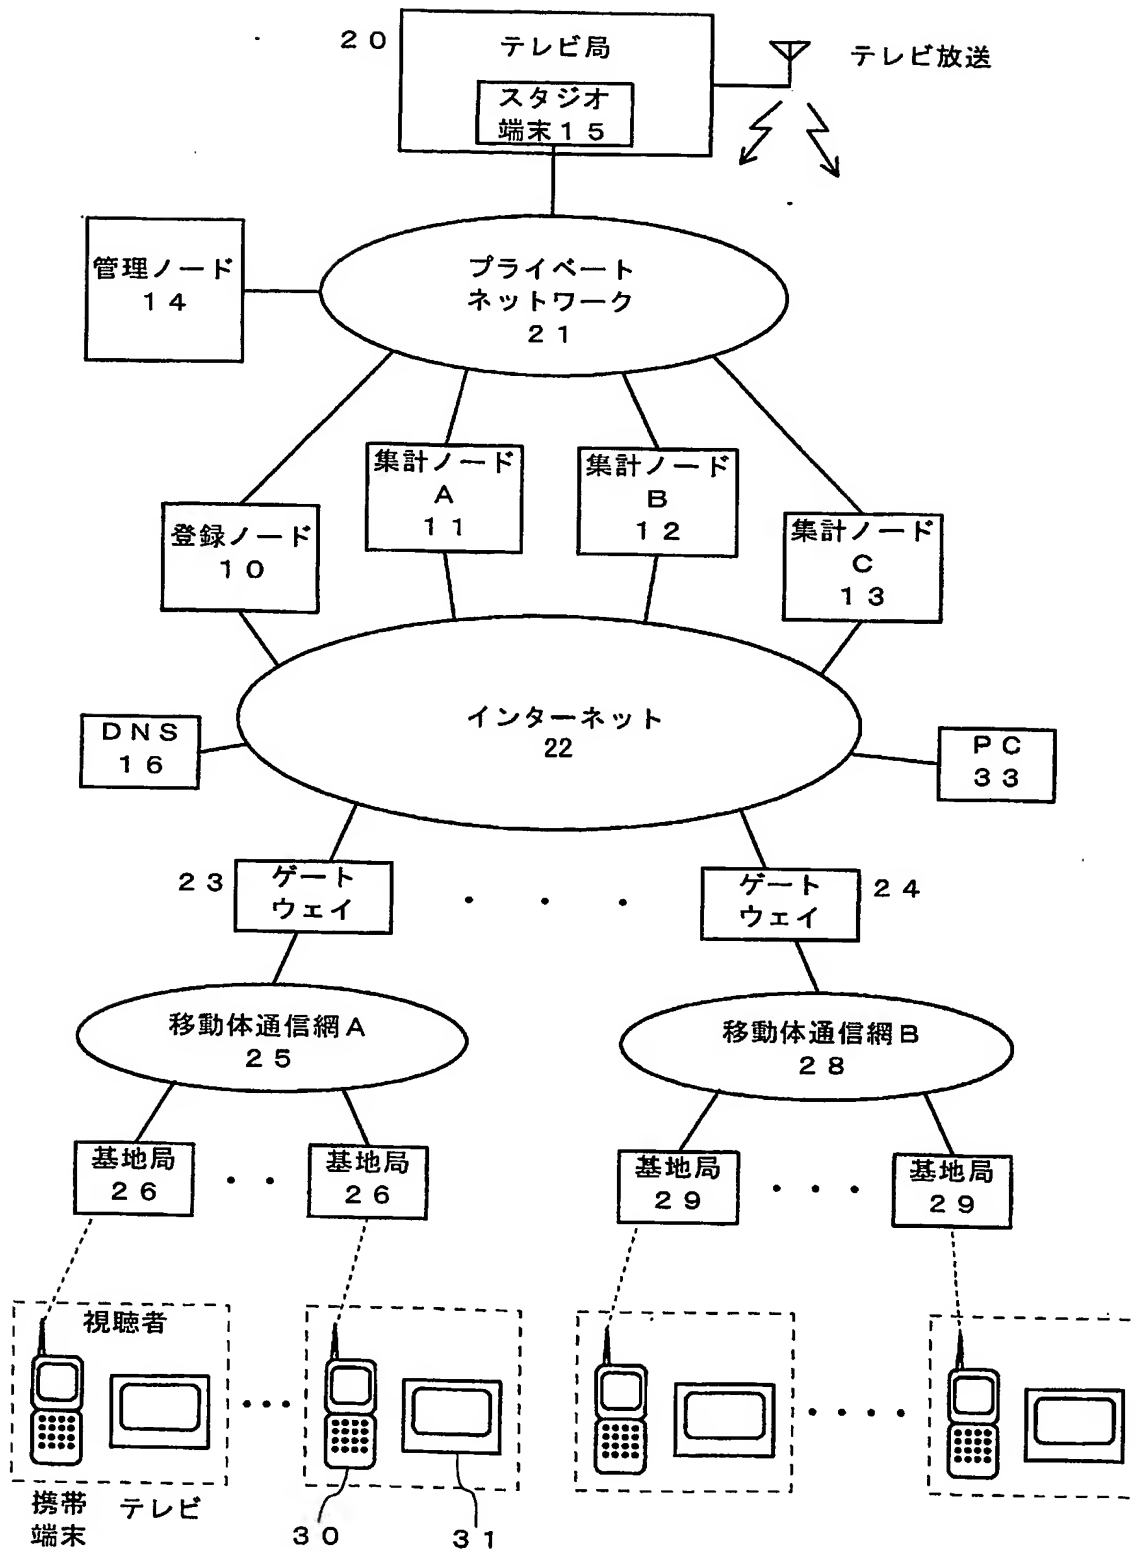 20
テレビ局
テレビ放送
スタジオ
端末15
管理ノード
14
プライベート
ネットワーク
21
登録ノード
10
集計ノード
A
11
集計ノード
B
12
集計ノード
C
13
インターネット
22
DNS
16
PC
33
23
ゲート
ウェイ
ゲート
ウェイ
24
移動体通信網A
25
移動体通信網B
28
基地局
26
基地局
26
基地局
29
基地局
29
視聴者
携帯
端末
テレビ
30
31